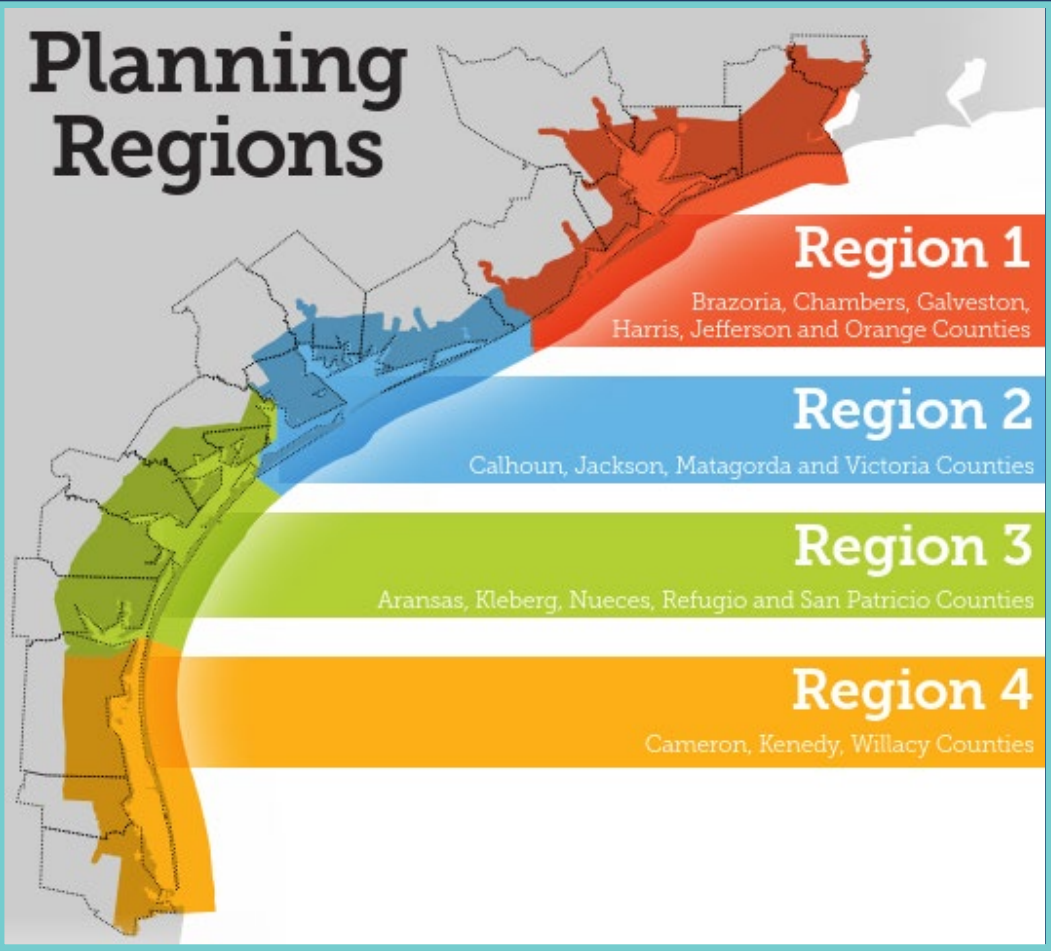 Planning
Regions
Region 1
Brazoria, Chambers, Galveston,
Harris, Jefferson and Orange Counties
Region 2
Calhoun, Jackson, Matagorda and Victoria Counties
Region 3
Aransas, Kleberg, Nueces, Refugio and San Patricio Counties
Region 4
Cameron, Kenedy, Willacy Counties